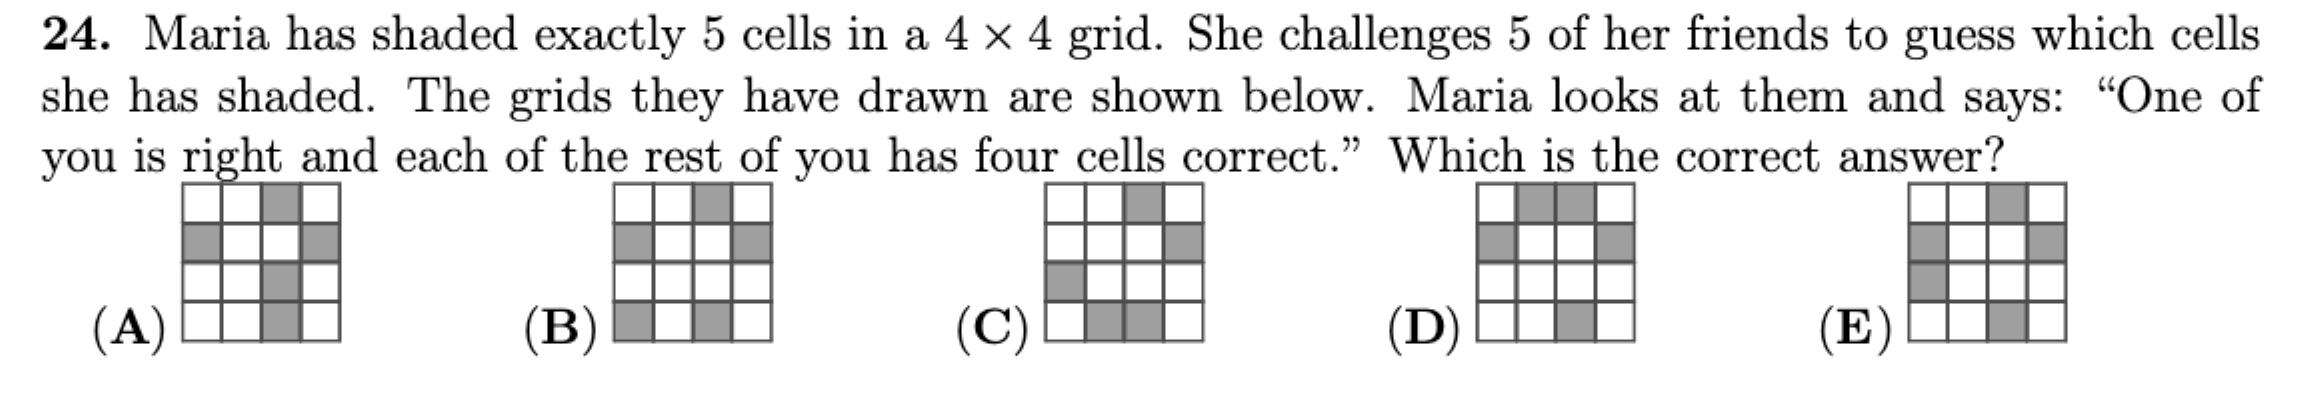 24. Maria has shaded exactly 5 cells in a 4 × 4 grid. She challenges 5 of her friends to guess which cells
she has shaded. The grids they have drawn are shown below. Maria looks at them and says: “One of
you is right and each of the rest of you has four cells correct.” Which is the correct answer?
(A) (B) (C) (D) (E)